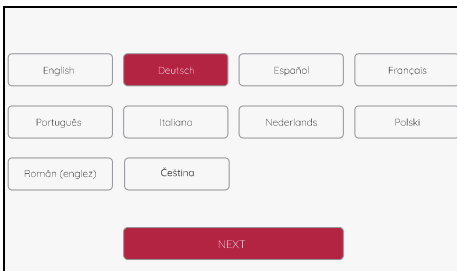 English
Deutsch
Español
Français
Português
Italiano
Nederlands
Polski
Român (englez)
Čeština
NEXT